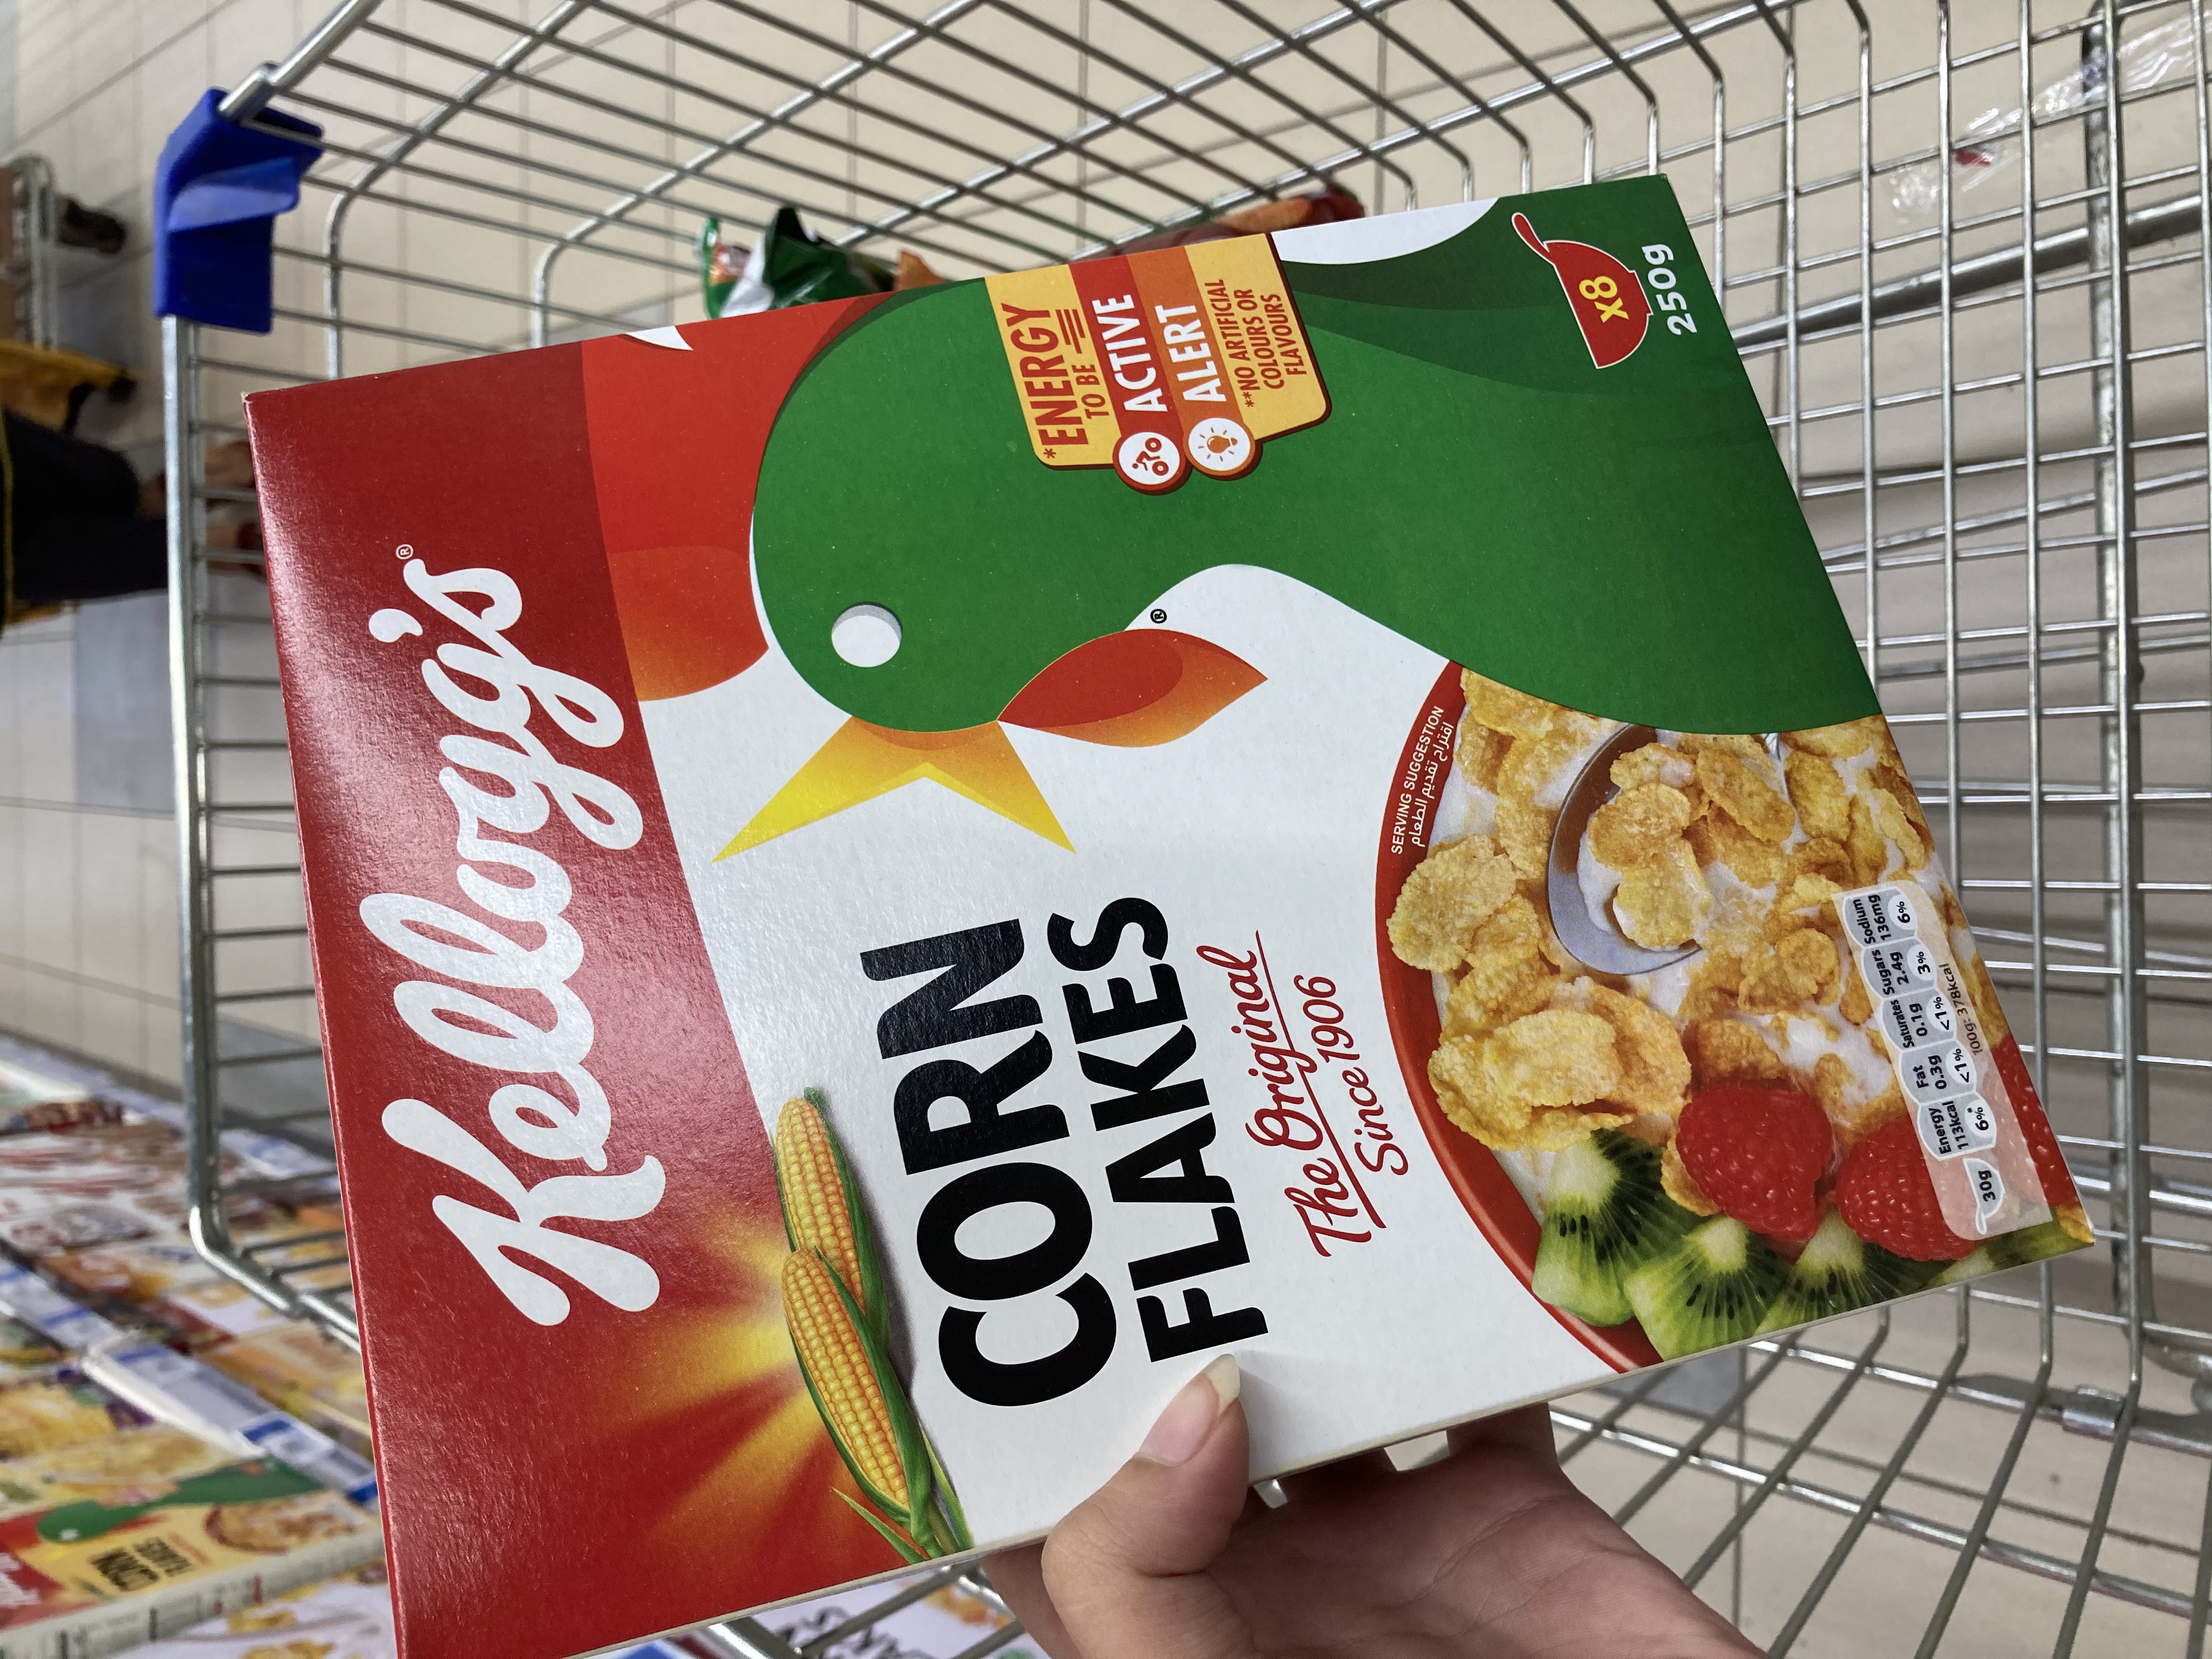 Kellogg's®
CORN
FLAKES
The Original
Since 1906
®
*ENERGY
TO BE
ACTIVE
ALERT
**NO ARTIFICIAL
COLOURS OR
FLAVOURS
SERVING SUGGESTION
اقتراح تقديم الطعام
x8
250g
30g
Energy
113kcal
6%*
Fat
0.3g
<1%
Saturates
0.1g
<1%
Sugars
2.4g
3%
Sodium
136mg
6%
100g: 378kcal
CORN
FLAKES